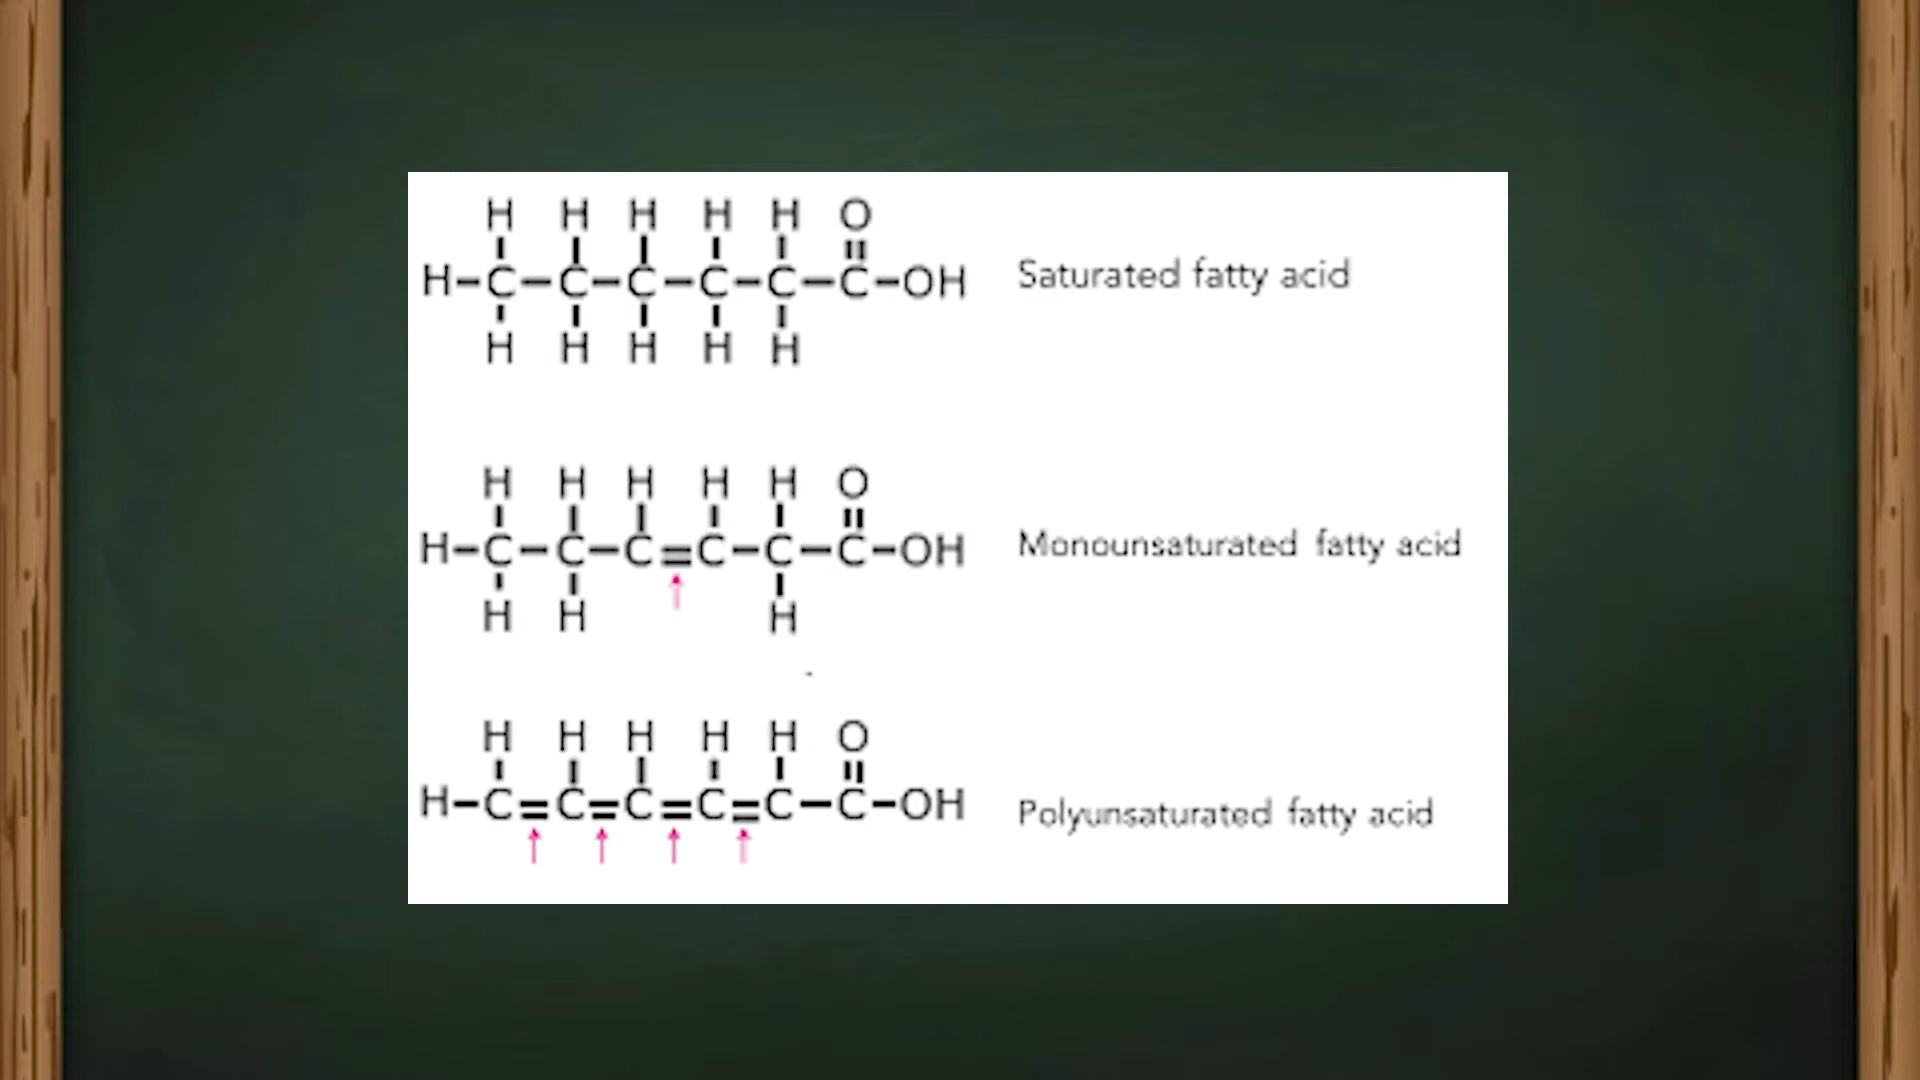 H H H H H O
H-C-C-C-C-C-C-OH Saturated fatty acid
H H H H H
H H H H H O
H-C-C-C=C-C-C-OH Monounsaturated fatty acid
H H H
H H H H H O
H-C=C=C=C=C-C-OH Polyunsaturated fatty acid